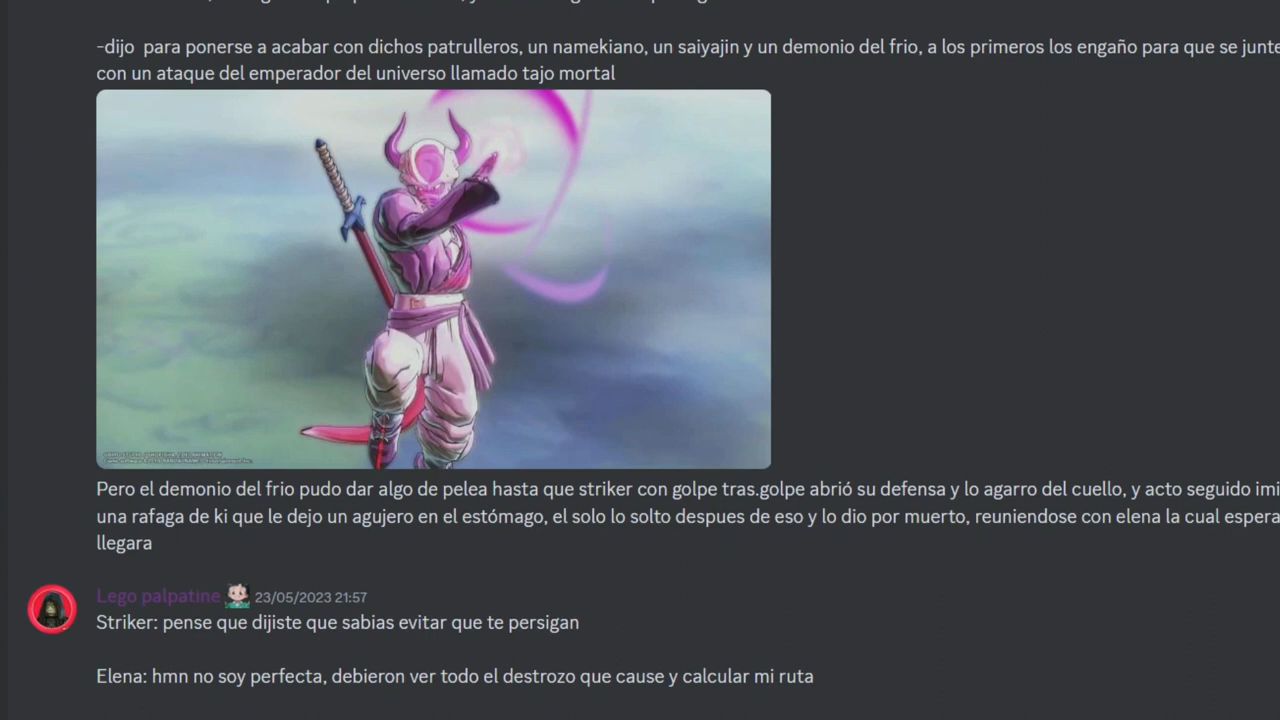 -dijo para ponerse a acabar con dichos patrulleros, un namekiano, un saiyajin y un demonio del frio, a los primeros los engaño para que se junte
con un ataque del emperador del universo llamado tajo mortal
Pero el demonio del frio pudo dar algo de pelea hasta que striker con golpe tras.golpe abrió su defensa y lo agarro del cuello, y acto seguido imi
una rafaga de ki que le dejo un agujero en el estómago, el solo lo solto despues de eso y lo dio por muerto, reuniendose con elena la cual espera
llegara
Lego palpatine 23/05/2023 21:57
Striker: pense que dijiste que sabias evitar que te persigan
Elena: hmn no soy perfecta, debieron ver todo el destrozo que cause y calcular mi ruta